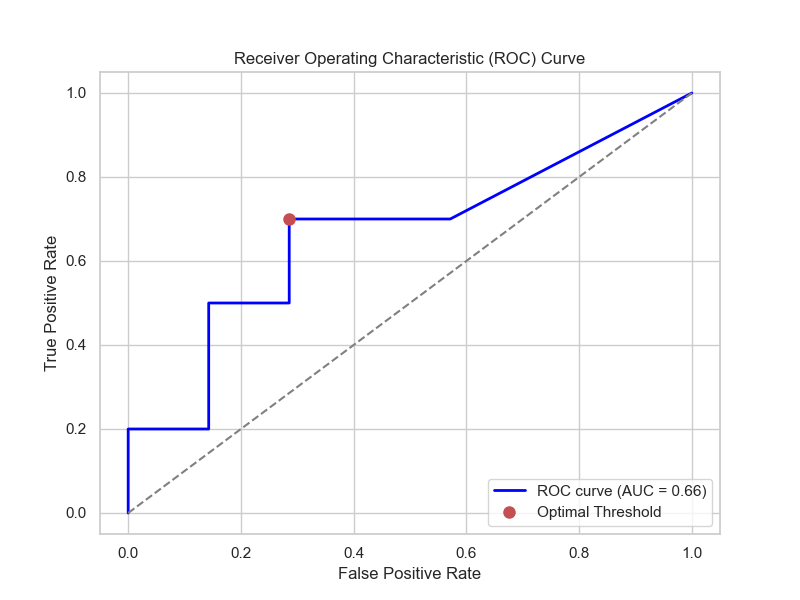 Receiver Operating Characteristic (ROC) Curve
True Positive Rate
1.0
0.8
0.6
0.4
0.2
0.0
0.0 0.2 0.4 0.6 0.8 1.0
False Positive Rate
ROC curve (AUC = 0.66)
Optimal Threshold